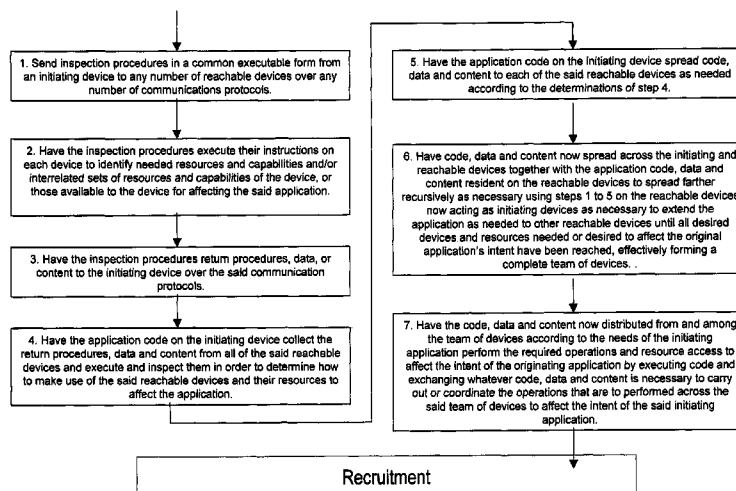 1. Send inspection procedures in a common executable form from
an initiating device to any number of reachable devices over any
number of communications protocols.
2. Have the inspection procedures execute their instructions on
each device to identify needed resources and capabilities and/or
interrelated sets of resources and capabilities of the device, or
those available to the device for affecting the said application.
3. Have the inspection procedures return procedures, data, or
content to the initiating device over the said communication
protocols.
4. Have the application code on the initiating device collect the
return procedures, data and content from all of the said reachable
devices and execute and inspect them in order to determine how
to make use of the said reachable devices and their resources to
affect the application.
5. Have the application code on the initiating device spread code,
data and content to each of the said reachable devices as needed
according to the determinations of step 4.
6. Have code, data and content now spread across the initiating and
reachable devices together with the application code, data and
content resident on the reachable devices to spread farther
recursively as necessary using steps 1 to 5 on the reachable devices
now acting as initiating devices as necessary to extend the
application as needed to other reachable devices until all desired
devices and resources needed or desired to affect the original
application's intent have been reached, effectively forming a
complete team of devices. .
7. Have the code, data and content now distributed from and among
the team of devices according to the needs of the initiating
application perform the required operations and resource access to
affect the intent of the originating application by executing code and
exchanging whatever code, data and content is necessary to carry
out or coordinate the operations that are to performed across the
said team of devices to affect the intent of the said initiating
application.
Recruitment